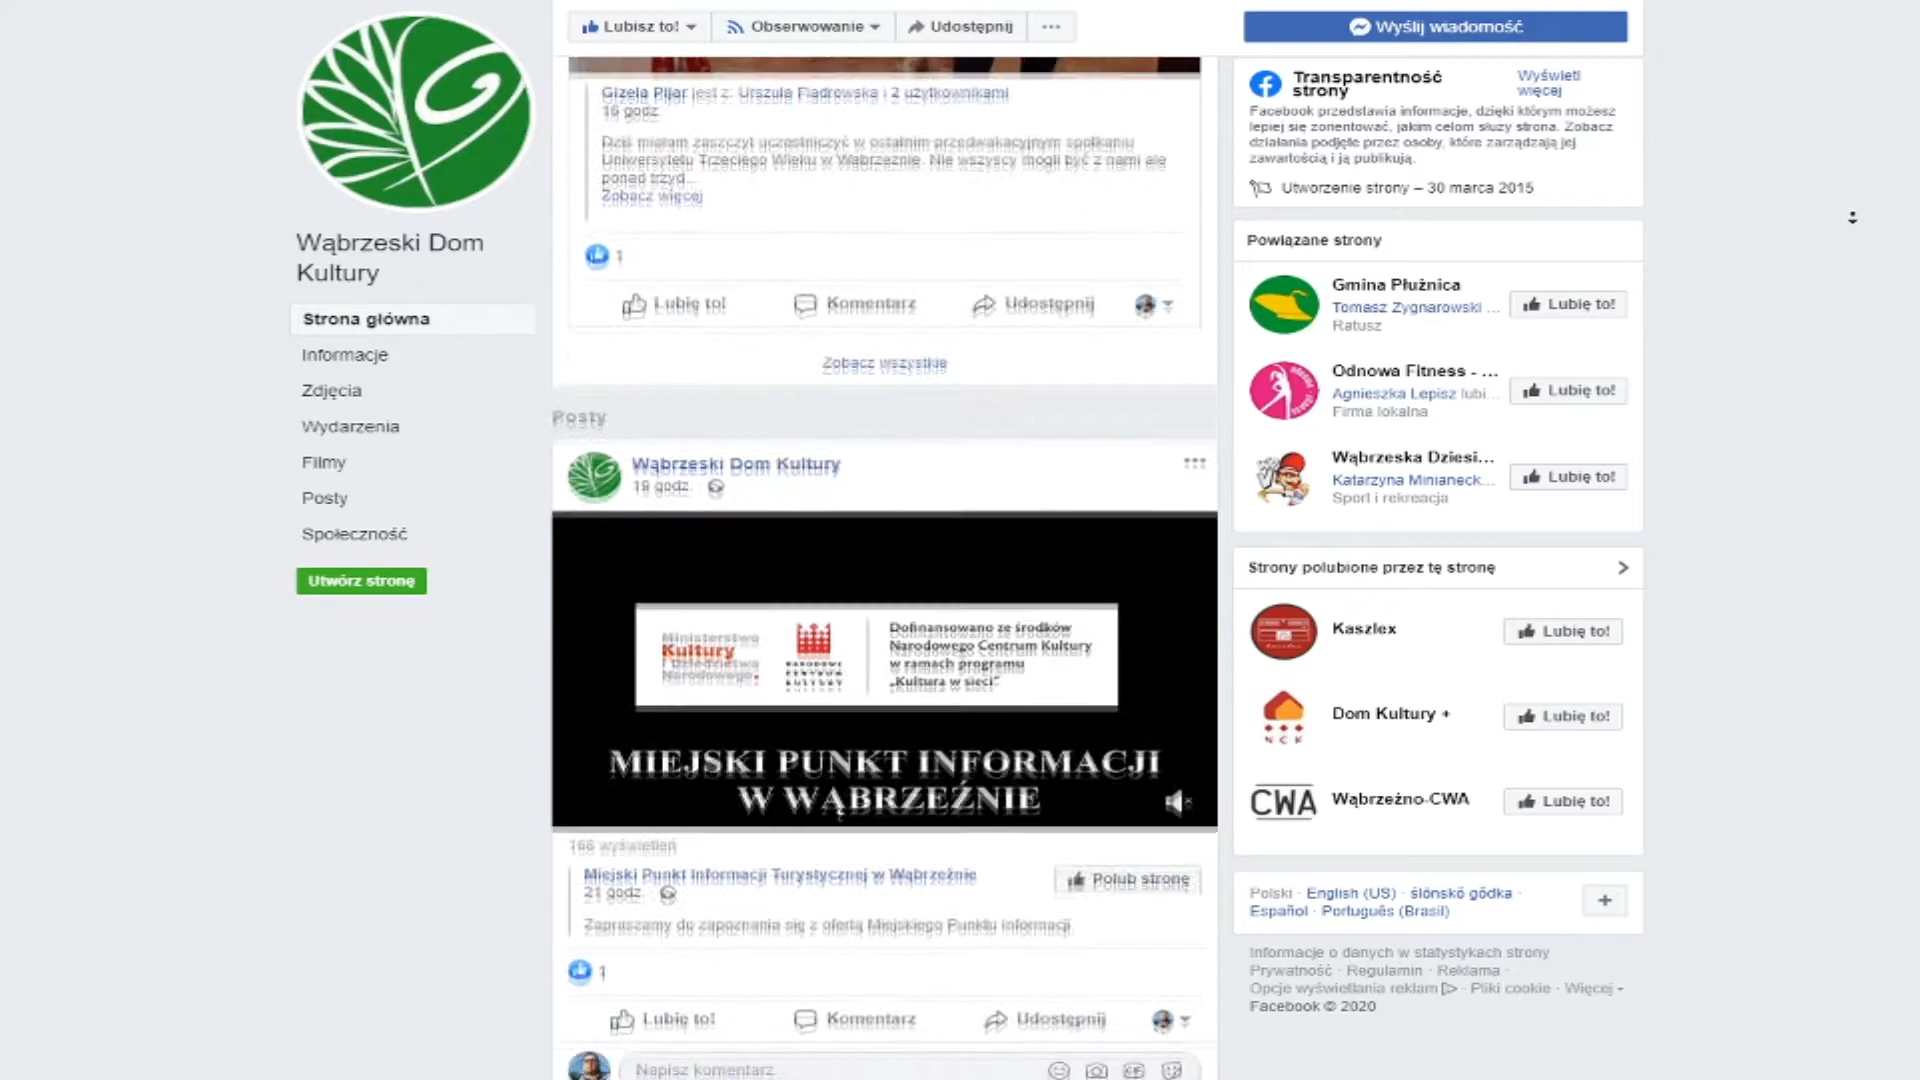 Lubisz to!
Obserwowanie
Udostępnij
Wyślij wiadomość
Wąbrzeski Dom
Kultury
Strona główna
Informacje
Zdjęcia
Wydarzenia
Filmy
Posty
Społeczność
Utwórz stronę
Gizela Pijar jest z: Urszula Fiadrowska i 2 użytkownikami
16 godz.
Dziś miałam zaszczyt uczestniczyć w ostatnim przedwakacyjnym spotkaniu
Uniwersytetu Trzeciego Wieku w Wąbrzeźnie. Nie wszyscy mogli być z nami ale
ponad trzyd...
Zobacz więcej
1
Lubię to!
Komentarz
Udostępnij
Zobacz wszystkie
Posty
Wąbrzeski Dom Kultury
19 godz.
Ministerstwo
Kultury
i Dziedzictwa
Narodowego.
NARODOWE
CENTRUM
KULTURY
Dofinansowano ze środków
Narodowego Centrum Kultury
w ramach programu
„Kultura w sieci”
MIEJSKI PUNKT INFORMACJI
W WĄBRZEŹNIE
168 wyświetleń
Miejski Punkt Informacji Turystycznej w Wąbrzeźnie
21 godz.
Polub stronę
Zapraszamy do zapoznania się z ofertą Miejskiego Punktu Informacji.
1
Lubię to!
Komentarz
Udostępnij
Napisz komentarz...
Transparentność
strony
Wyświetl
więcej
Facebook przedstawia informacje, dzięki którym możesz
lepiej się zorientować, jakim celom służy strona. Zobacz
działania podjęte przez osoby, które zarządzają jej
zawartością i ją publikują.
Utworzenie strony – 30 marca 2015
Powiązane strony
Gmina Płużnica
Tomasz Zygnarowski ...
Ratusz
Lubię to!
Odnowa Fitness - ...
Agnieszka Lepisz lubi...
Firma lokalna
Lubię to!
Wąbrzeska Dziesi...
Katarzyna Minianeck...
Sport i rekreacja
Lubię to!
Strony polubione przez tę stronę
Kaszlex
Lubię to!
NCK
Dom Kultury +
Lubię to!
CWA
Wąbrzeźno-CWA
Lubię to!
Polski · English (US) · ślōnskŏ gŏdka ·
Español · Português (Brasil)
Informacje o danych w statystykach strony
Prywatność · Regulamin · Reklama ·
Opcje wyświetlania reklam · Pliki cookie · Więcej
Facebook © 2020